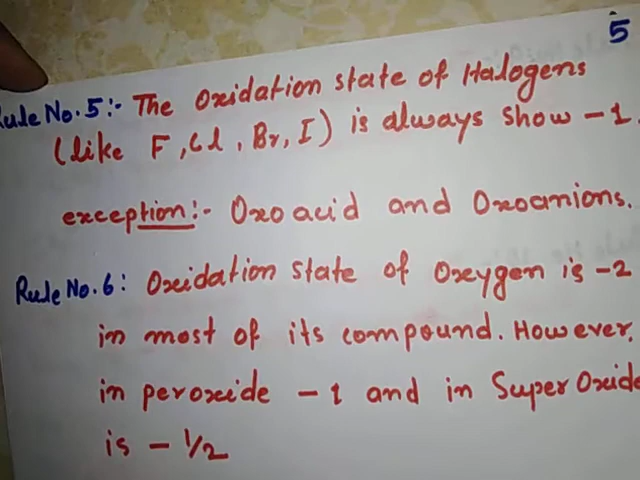 5
Rule No. 5:- The Oxidation state of Halogens
(like F, Cl, Br, I) is always show -1.
exception:- Oxoacid and Oxoanions.
Rule No. 6: Oxidation state of Oxygen is -2
in most of its compound. However,
in peroxide -1 and in Super Oxide
is - 1/2